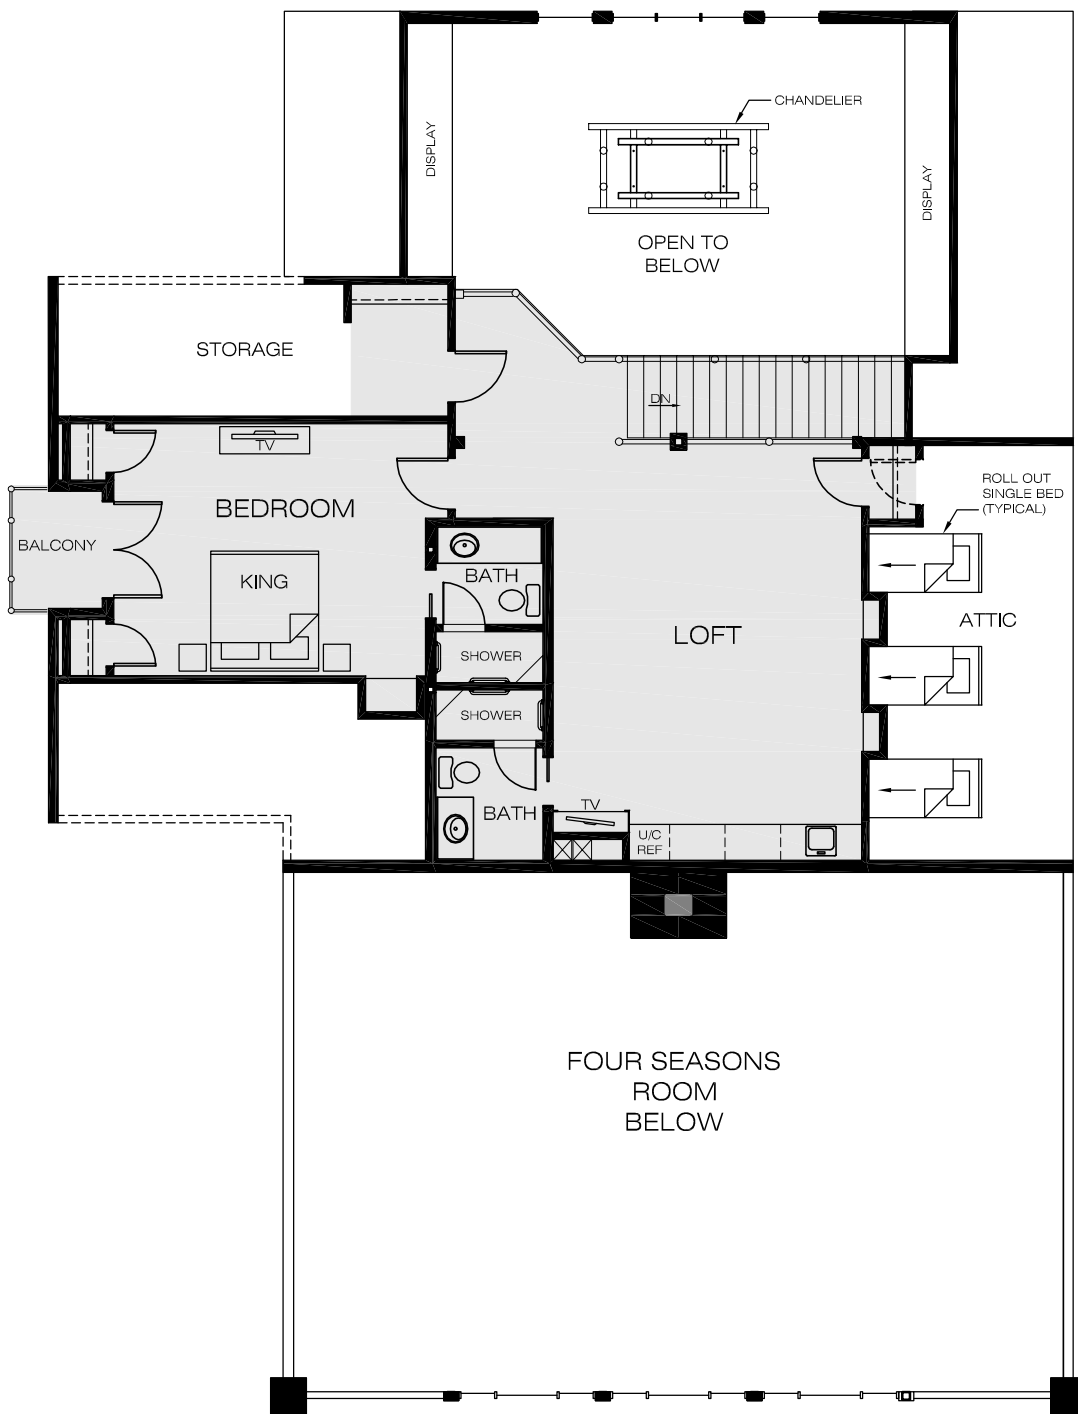 CHANDELIER
DISPLAY
DISPLAY
OPEN TO
BELOW
STORAGE
DN
TV
ROLL OUT
SINGLE BED
(TYPICAL)
BEDROOM
BALCONY
KING
BATH
ATTIC
LOFT
SHOWER
SHOWER
TV
BATH
U/C
REF
FOUR SEASONS
ROOM
BELOW